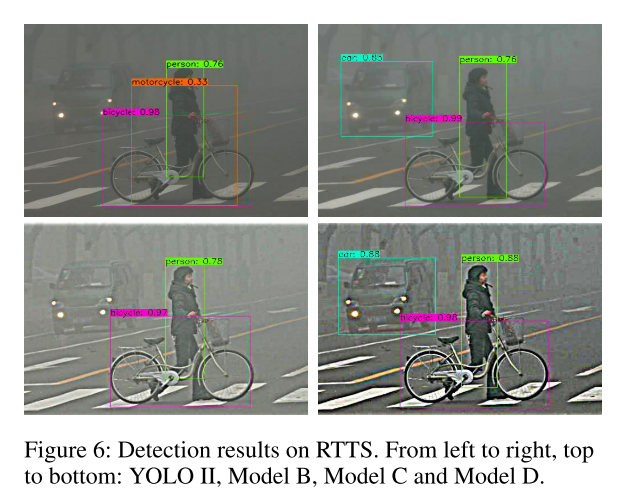 person: 0.76
motorcycle: 0.33
bicycle: 0.98
car: 0.85
person: 0.76
bicycle: 0.99
person: 0.78
bicycle: 0.97
car: 0.88
person: 0.88
bicycle: 0.98
Figure 6: Detection results on RTTS. From left to right, top
to bottom: YOLO II, Model B, Model C and Model D.